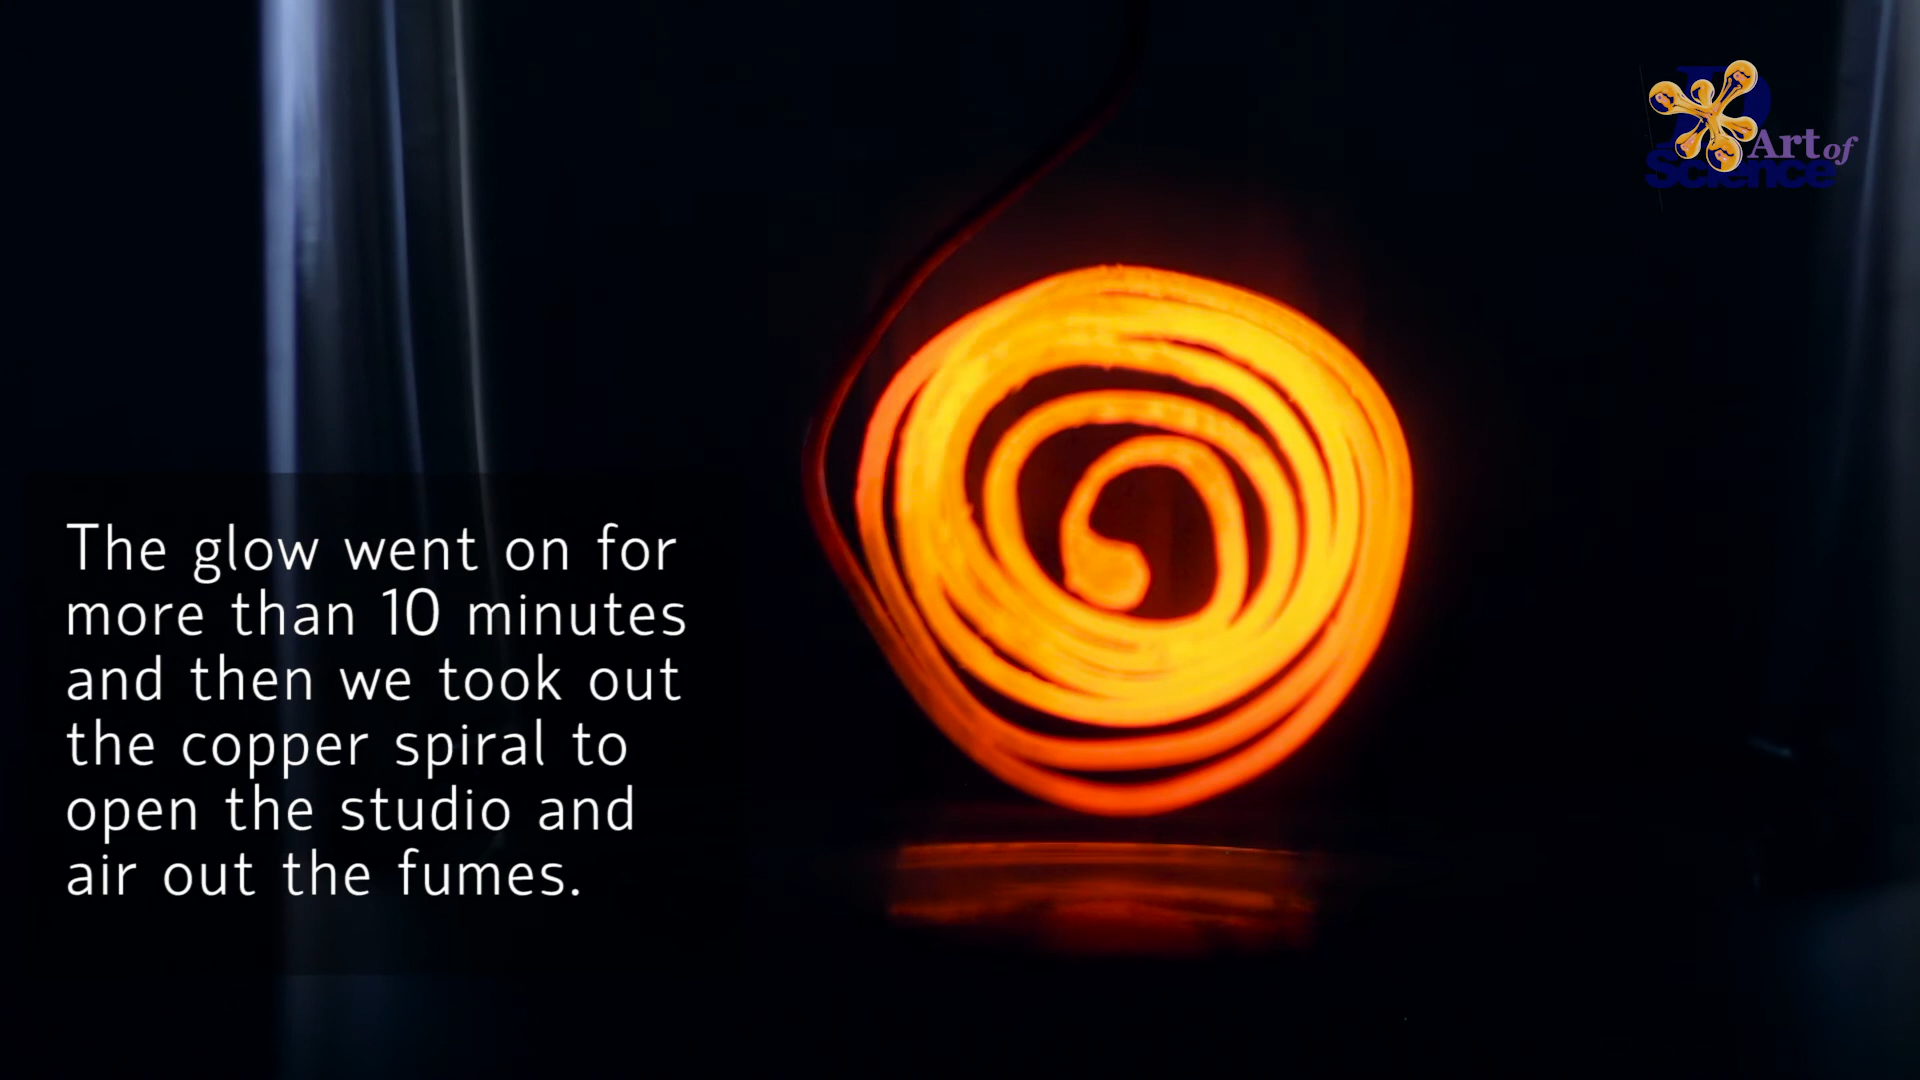 Art of
Science
The glow went on for
more than 10 minutes
and then we took out
the copper spiral to
open the studio and
air out the fumes.